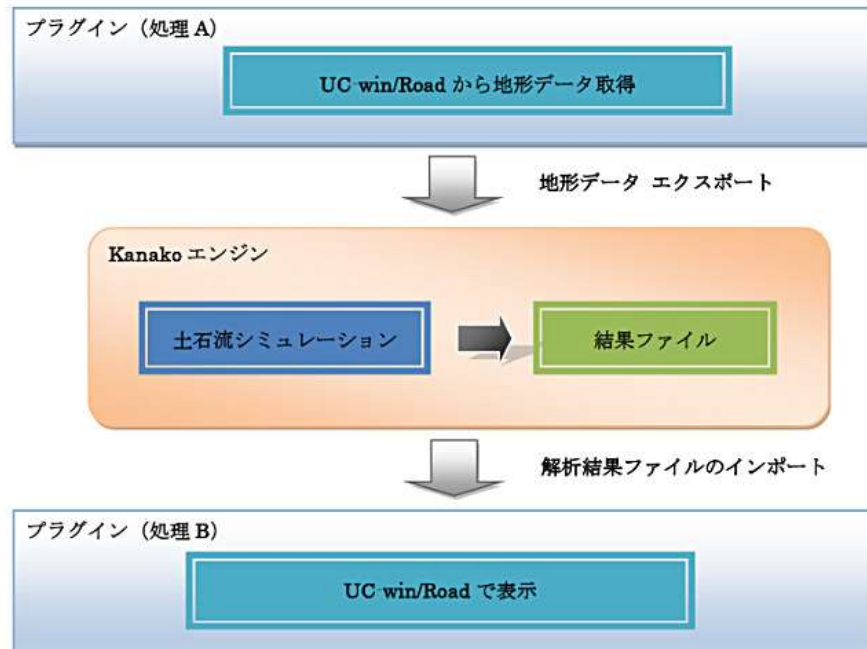 プラグイン（処理 A）
UC-win/Road から地形データ取得
地形データ エクスポート
Kanako エンジン
土石流シミュレーション
結果ファイル
解析結果ファイルのインポート
プラグイン（処理 B）
UC-win/Road で表示